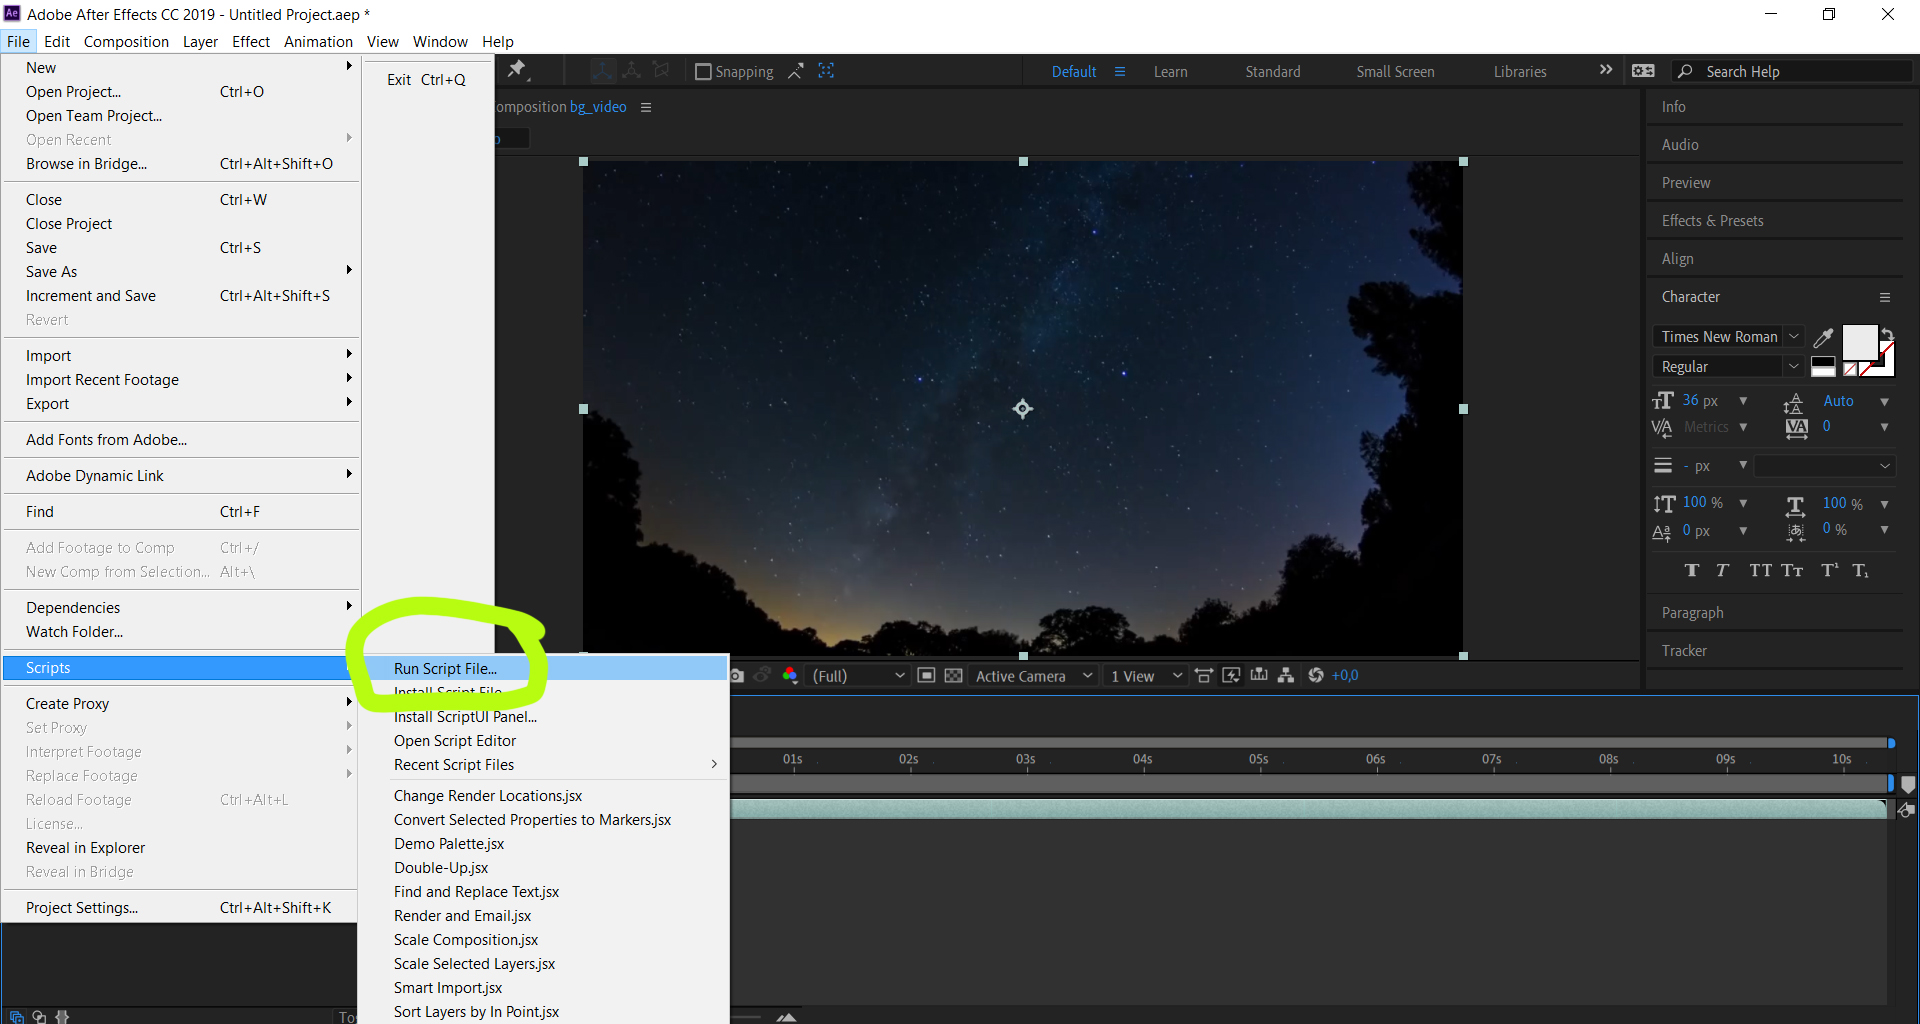 Adobe After Effects CC 2019 - Untitled Project.aep *
File Edit Composition Layer Effect Animation View Window Help
New
Open Project... Ctrl+O
Open Team Project...
Open Recent
Browse in Bridge... Ctrl+Alt+Shift+O
Close Ctrl+W
Close Project
Save Ctrl+S
Save As
Increment and Save Ctrl+Alt+Shift+S
Revert
Import
Import Recent Footage
Export
Add Fonts from Adobe...
Adobe Dynamic Link
Find Ctrl+F
Add Footage to Comp Ctrl+/
New Comp from Selection... Alt+\
Dependencies
Watch Folder...
Scripts
Create Proxy
Set Proxy
Interpret Footage
Replace Footage
Reload Footage Ctrl+Alt+L
License...
Reveal in Explorer
Reveal in Bridge
Project Settings... Ctrl+Alt+Shift+K
Exit Ctrl+Q
Run Script File...
Install Script File
Install ScriptUI Panel...
Open Script Editor
Recent Script Files
Change Render Locations.jsx
Convert Selected Properties to Markers.jsx
Demo Palette.jsx
Double-Up.jsx
Find and Replace Text.jsx
Render and Email.jsx
Scale Composition.jsx
Scale Selected Layers.jsx
Smart Import.jsx
Sort Layers by In Point.jsx
Snapping
Default Learn Standard Small Screen Libraries
Search Help
omposition bg_video
(Full) Active Camera 1 View +0,0
01s 02s 03s 04s 05s 06s 07s 08s 09s 10s
Info
Audio
Preview
Effects & Presets
Align
Character
Times New Roman
Regular
36 px Auto
Metrics 0
- px
100 % 100 %
0 px 0 %
Paragraph
Tracker